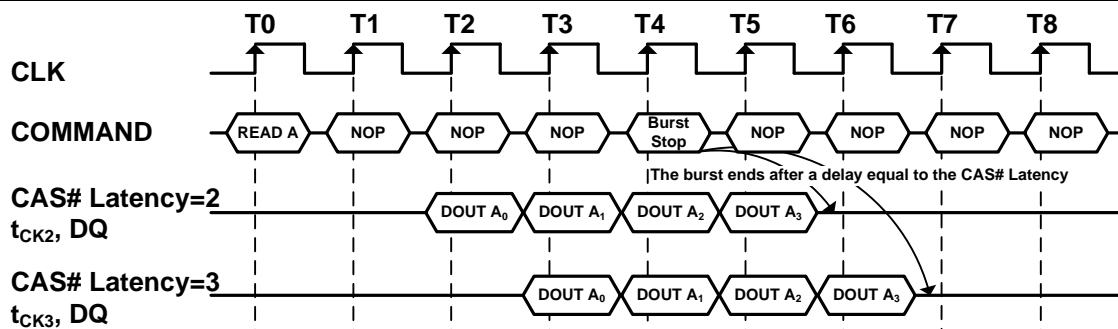 T0 T1 T2 T3 T4 T5 T6 T7 T8
CLK
COMMAND READ A NOP NOP NOP Burst Stop NOP NOP NOP NOP
The burst ends after a delay equal to the CAS# Latency
CAS# Latency=2
tCK2, DQ DOUT A0 DOUT A1 DOUT A2 DOUT A3
CAS# Latency=3
tCK3, DQ DOUT A0 DOUT A1 DOUT A2 DOUT A3